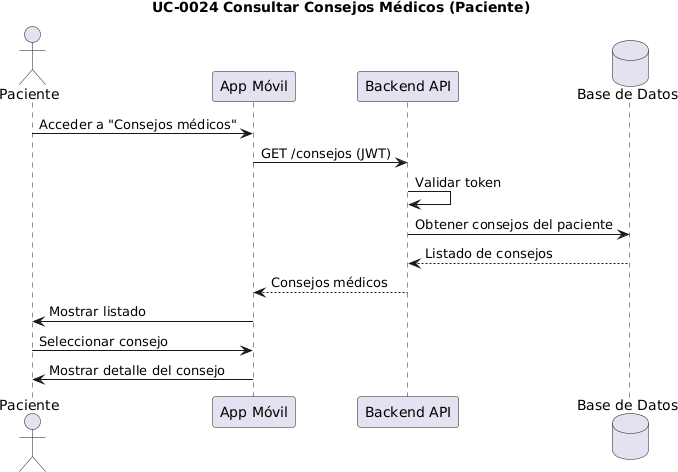 UC-0024 Consultar Consejos Médicos (Paciente)
Paciente
App Móvil
Backend API
Base de Datos
Acceder a "Consejos médicos"
GET /consejos (JWT)
Validar token
Obtener consejos del paciente
Listado de consejos
Consejos médicos
Mostrar listado
Seleccionar consejo
Mostrar detalle del consejo
Paciente
App Móvil
Backend API
Base de Datos